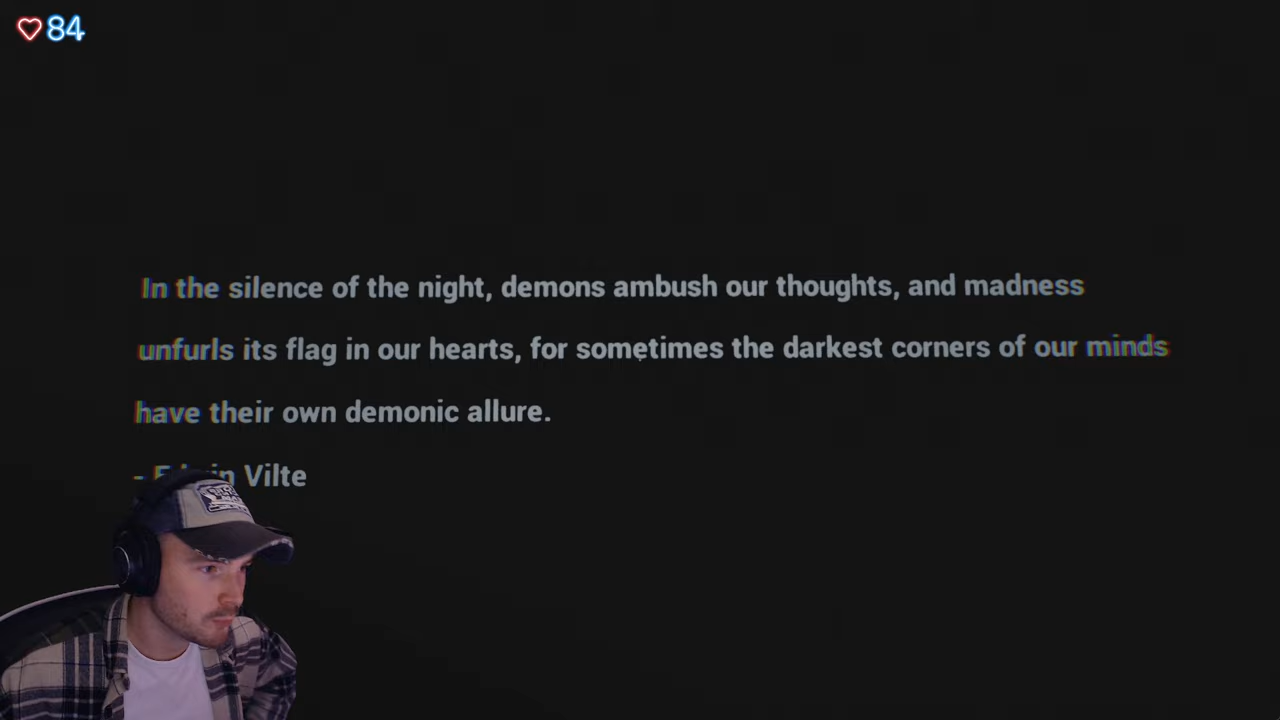 84
In the silence of the night, demons ambush our thoughts, and madness
unfurls its flag in our hearts, for sometimes the darkest corners of our minds
have their own demonic allure.
- Vilte